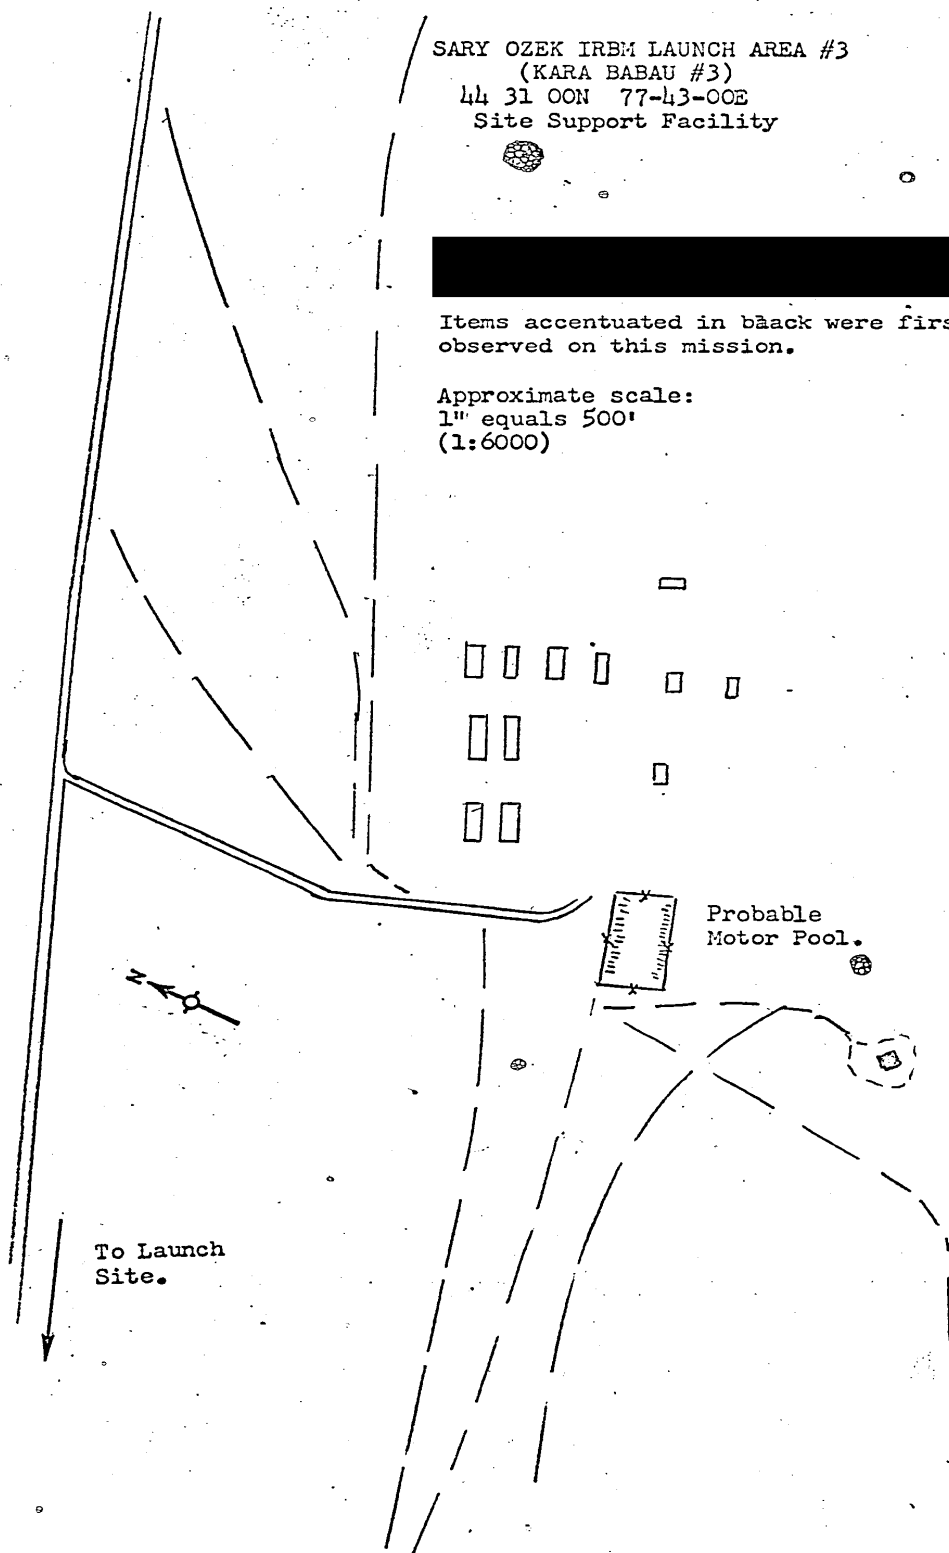 SARY OZEK IRBM LAUNCH AREA #3
(KARA BABAU #3)
44 31 00N 77-43-00E
Site Support Facility
Items accentuated in blaack were firs
observed on this mission.
Approximate scale:
1" equals 500'
(1:6000)
Probable
Motor Pool.
N
To Launch
Site.